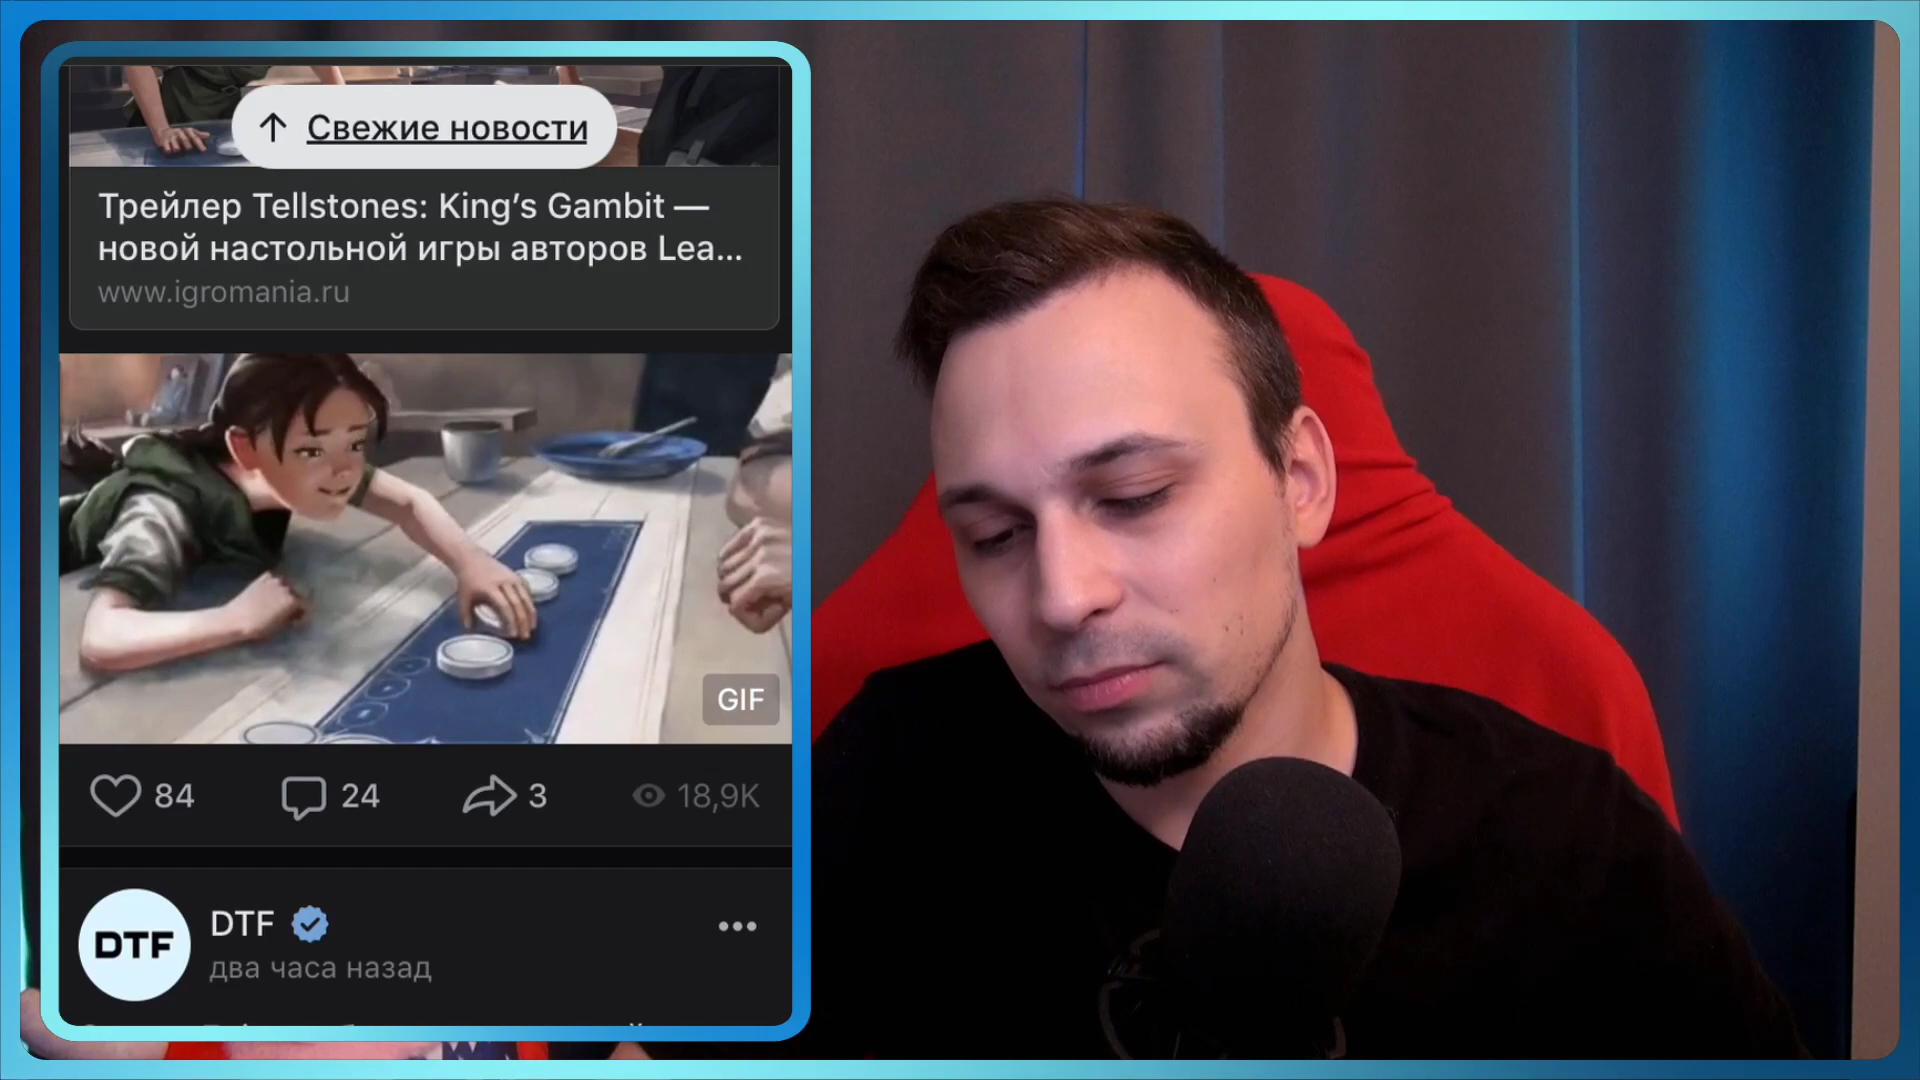 Свежие новости
Трейлер Tellstones: King’s Gambit —
новой настольной игры авторов Lea...
www.igromania.ru
GIF
84
24
3
18,9K
DTF
DTF
два часа назад